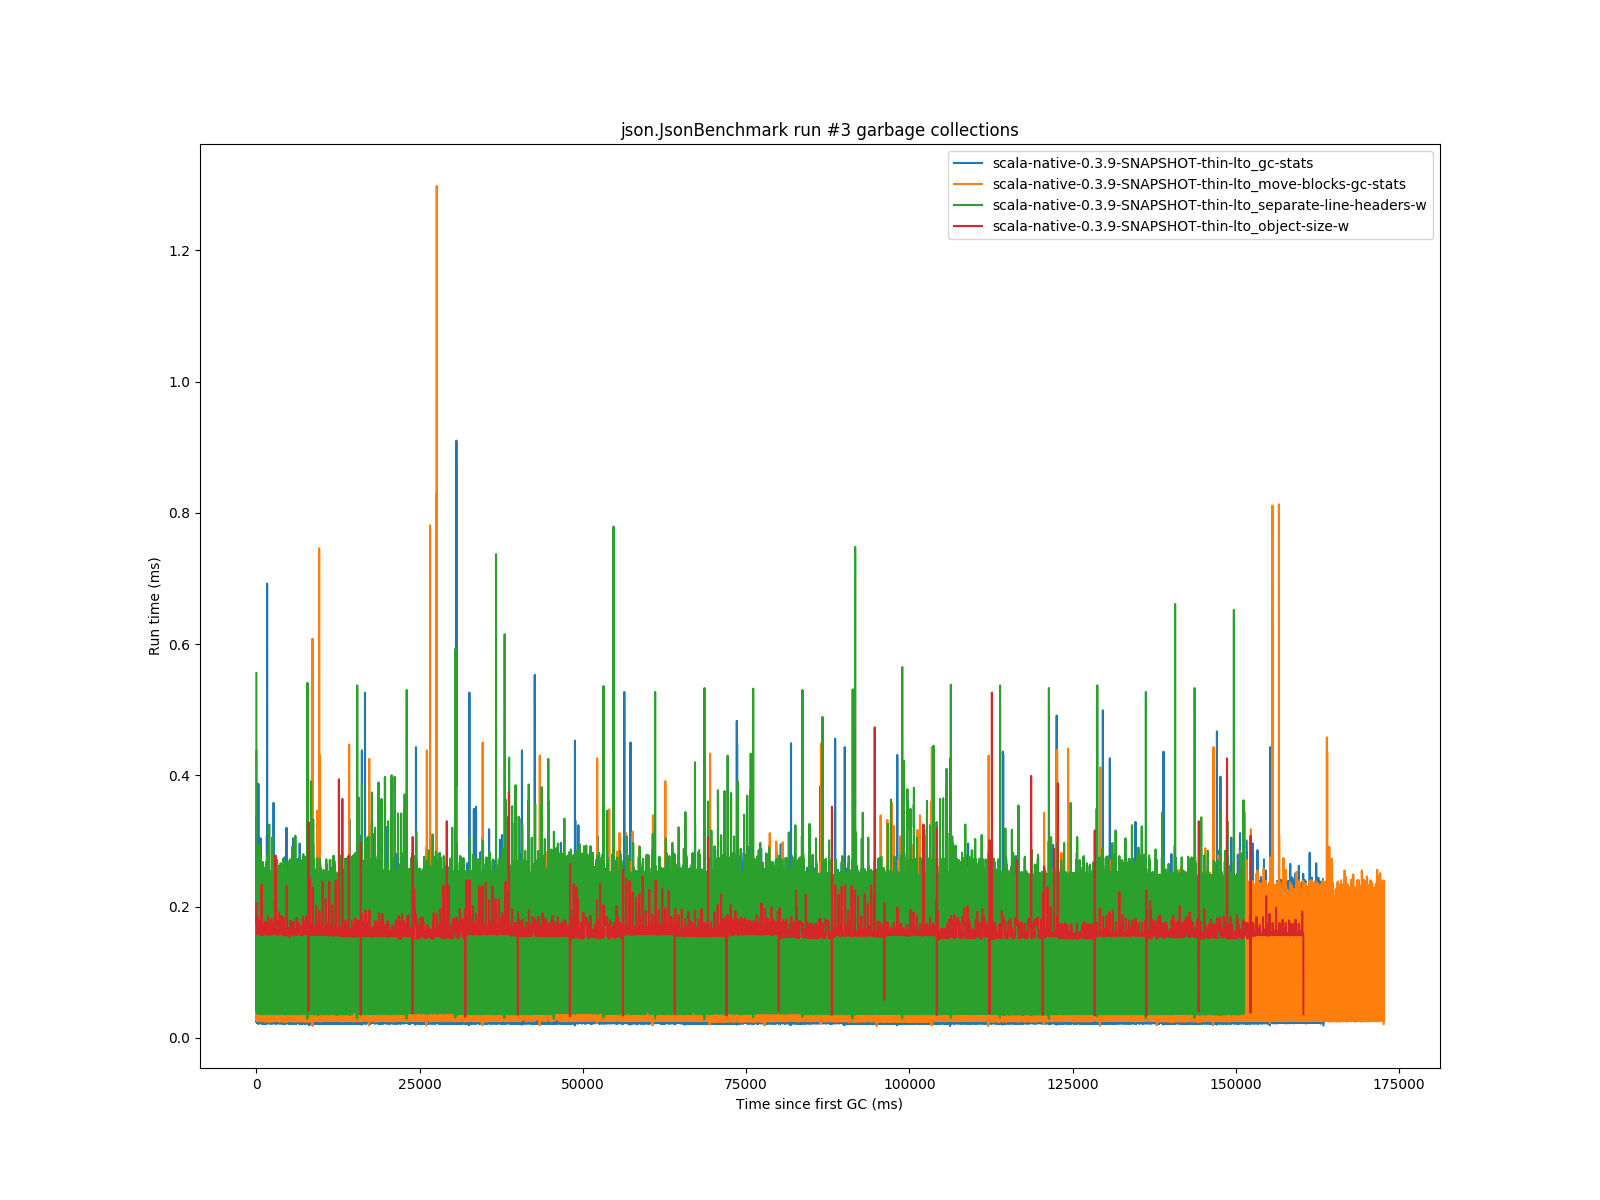 json.JsonBenchmark run #3 garbage collections
scala-native-0.3.9-SNAPSHOT-thin-lto_gc-stats
scala-native-0.3.9-SNAPSHOT-thin-lto_move-blocks-gc-stats
scala-native-0.3.9-SNAPSHOT-thin-lto_separate-line-headers-w
scala-native-0.3.9-SNAPSHOT-thin-lto_object-size-w
1.2
1.0
0.8
0.6
0.4
0.2
0.0
Run time (ms)
0 25000 50000 75000 100000 125000 150000 175000
Time since first GC (ms)